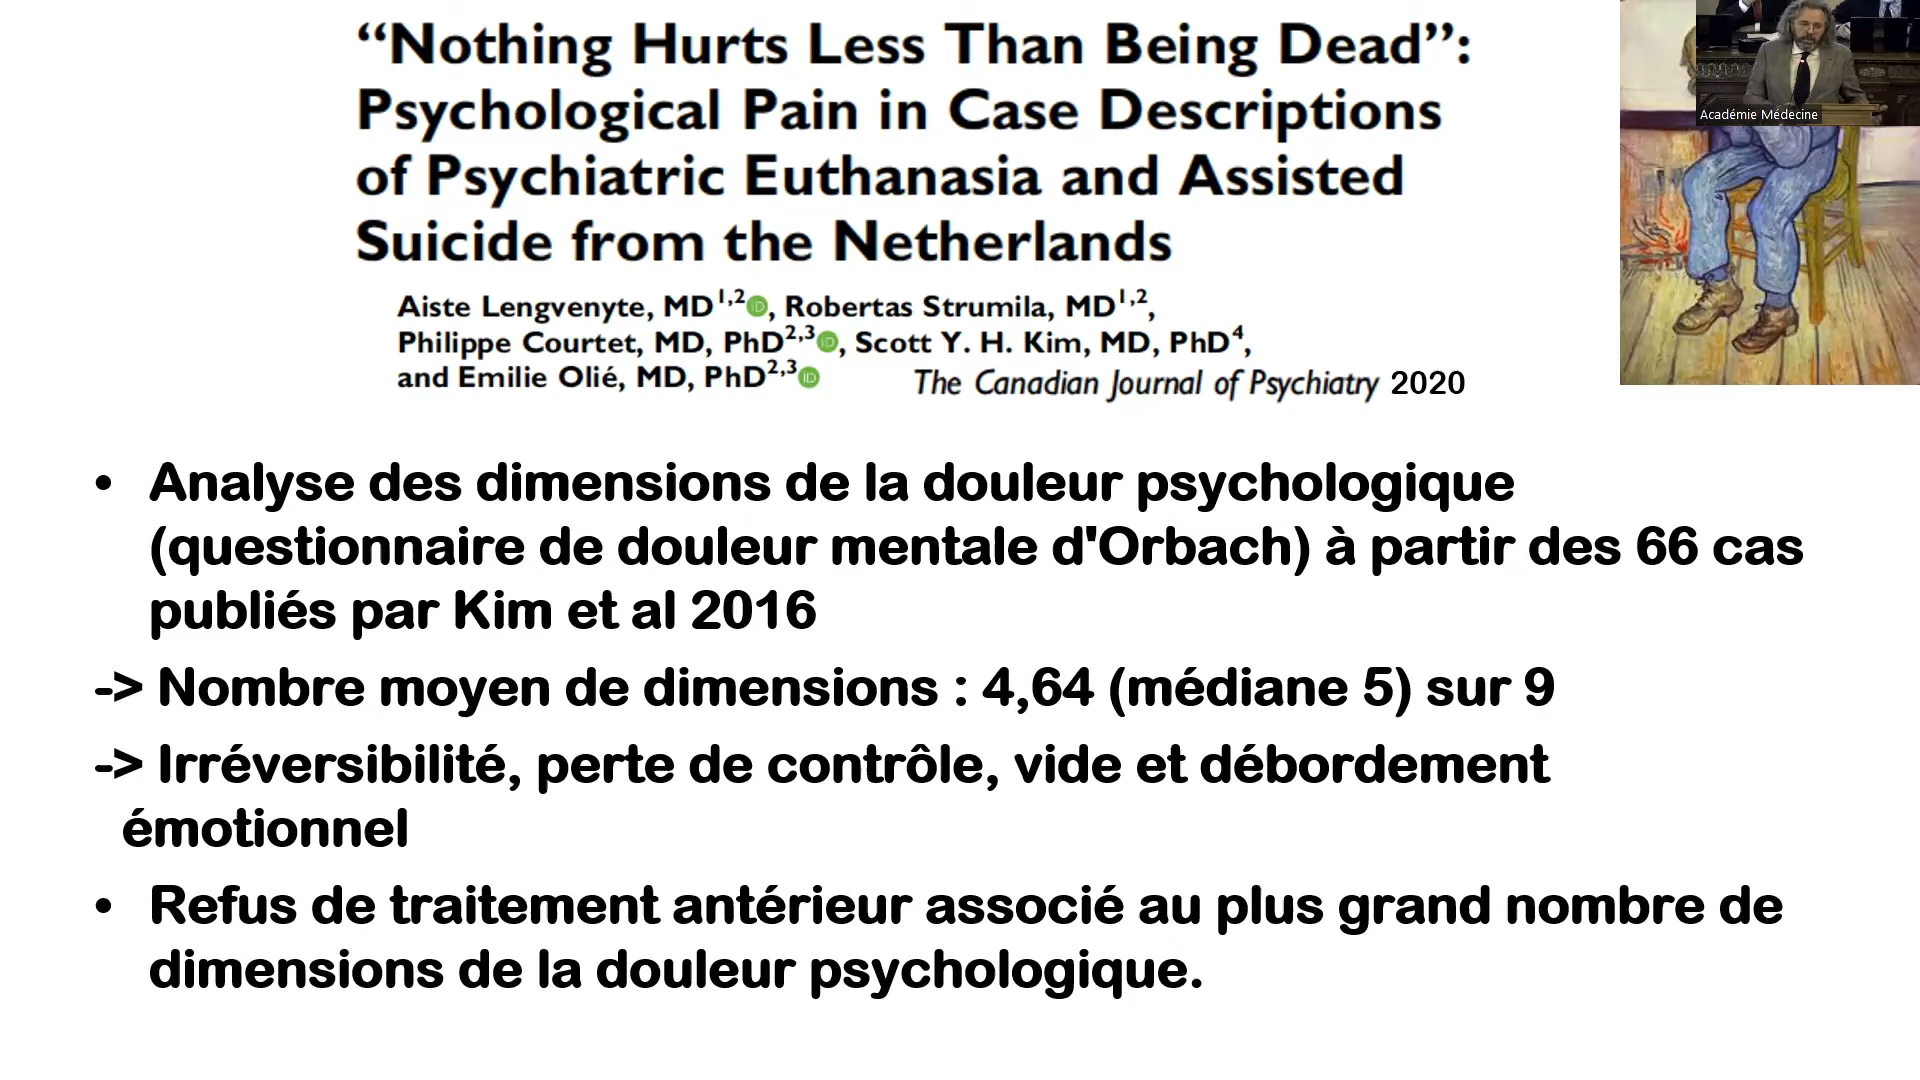 “Nothing Hurts Less Than Being Dead”:
Psychological Pain in Case Descriptions
of Psychiatric Euthanasia and Assisted
Suicide from the Netherlands
Aiste Lengvenyte, MD1,2 iD, Robertas Strumila, MD1,2,
Philippe Courtet, MD, PhD2,3 iD, Scott Y. H. Kim, MD, PhD4,
and Emilie Olié, MD, PhD2,3 iD
The Canadian Journal of Psychiatry 2020
Académie Médecine
• Analyse des dimensions de la douleur psychologique
(questionnaire de douleur mentale d'Orbach) à partir des 66 cas
publiés par Kim et al 2016
-> Nombre moyen de dimensions : 4,64 (médiane 5) sur 9
-> Irréversibilité, perte de contrôle, vide et débordement
émotionnel
• Refus de traitement antérieur associé au plus grand nombre de
dimensions de la douleur psychologique.